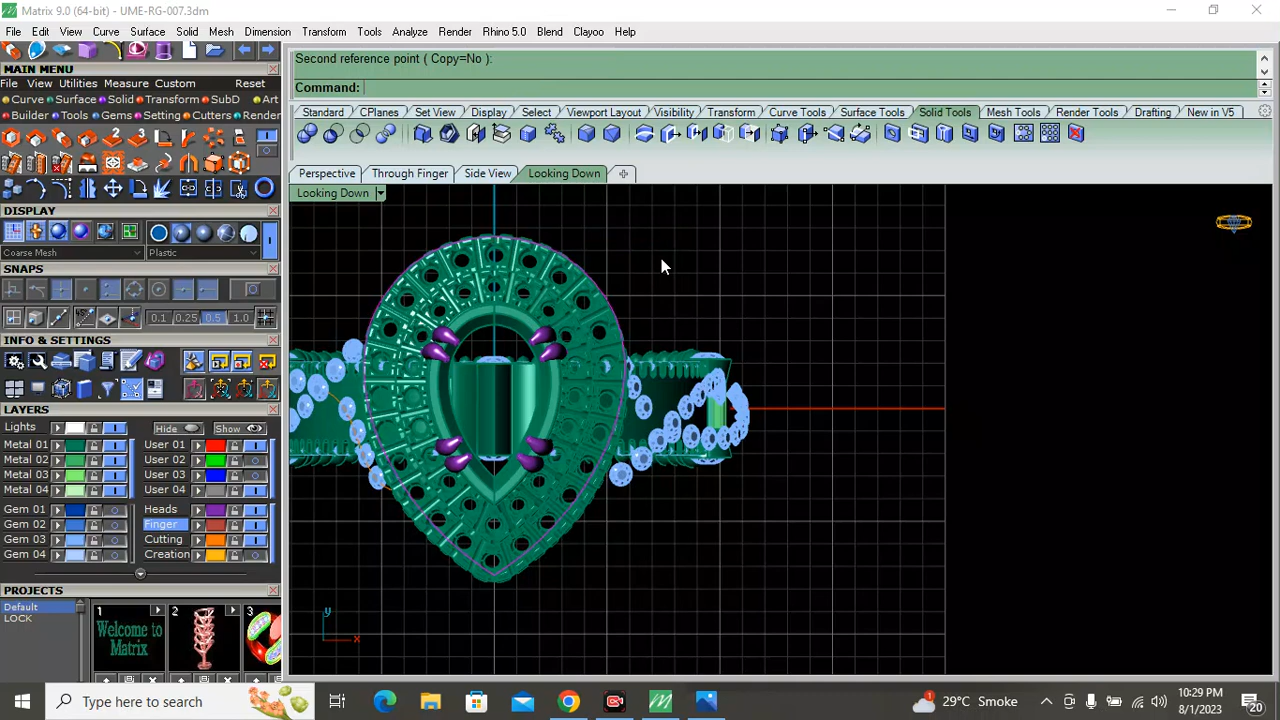 Matrix 9.0 (64-bit) - UME-RG-007.3dm
File Edit View Curve Surface Solid Mesh Dimension Transform Tools Analyze Render Rhino 5.0 Blend Clayoo Help
Second reference point ( Copy=No ):
Command:
MAIN MENU
File View Utilities Measure Custom Reset
Curve Surface Solid Transform SubD Art
Builder Tools Gems Setting Cutters Render
Standard CPlanes Set View Display Select Viewport Layout Visibility Transform Curve Tools Surface Tools Solid Tools Mesh Tools Render Tools Drafting New in V5
Perspective Through Finger Side View Looking Down
Looking Down
DISPLAY
Coarse Mesh Plastic
SNAPS
0.1 0.25 0.5 1.0
INFO & SETTINGS
LAYERS
Lights Hide Show
Metal 01 User 01
Metal 02 User 02
Metal 03 User 03
Metal 04 User 04
Gem 01 Heads
Gem 02 Finger
Gem 03 Cutting
Gem 04 Creation
PROJECTS
Default
LOCK
1 2 3
Welcome to
Matrix
y
x
Type here to search
29°C Smoke
10:29 PM
8/1/2023
20